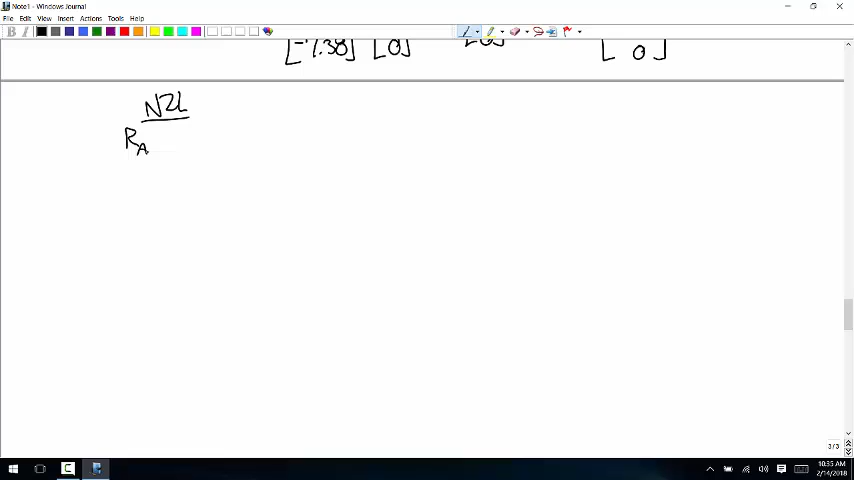 Note1 - Windows Journal
File Edit View Insert Actions Tools Help
B I
[-7.38] [0] [0] [ 0 ]
N2L
R_A
3/3
10:35 AM
2/14/2018